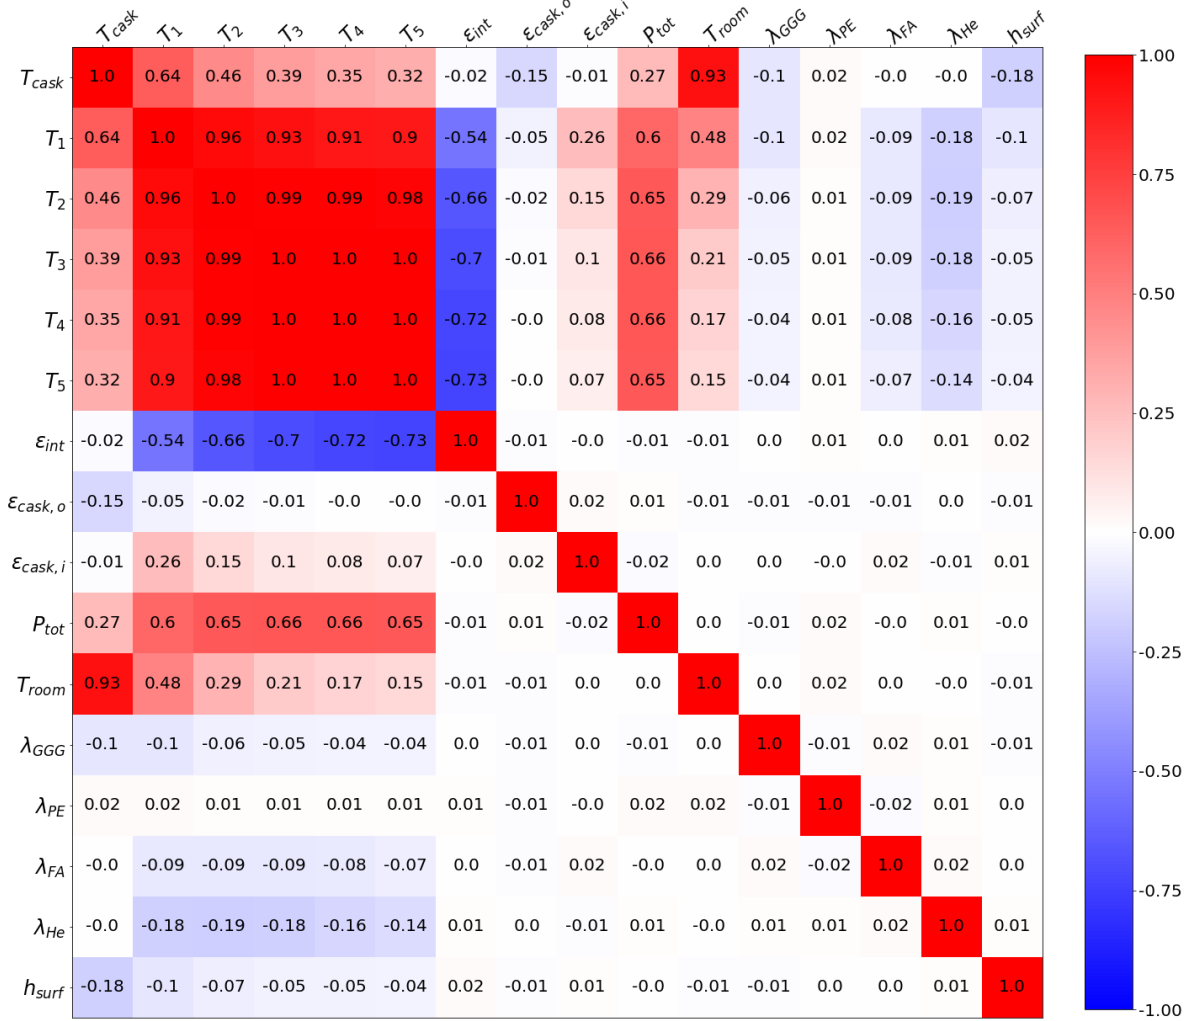 T_cask T_1 T_2 T_3 T_4 T_5 ε_int ε_cask, o ε_cask, i P_tot T_room λ_GGG λ_PE λ_FA λ_He h_surf
T_cask 1.0 0.64 0.46 0.39 0.35 0.32 -0.02 -0.15 -0.01 0.27 0.93 -0.1 0.02 -0.0 -0.0 -0.18
T_1 0.64 1.0 0.96 0.93 0.91 0.9 -0.54 -0.05 0.26 0.6 0.48 -0.1 0.02 -0.09 -0.18 -0.1
T_2 0.46 0.96 1.0 0.99 0.99 0.98 -0.66 -0.02 0.15 0.65 0.29 -0.06 0.01 -0.09 -0.19 -0.07
T_3 0.39 0.93 0.99 1.0 1.0 1.0 -0.7 -0.01 0.1 0.66 0.21 -0.05 0.01 -0.09 -0.18 -0.05
T_4 0.35 0.91 0.99 1.0 1.0 1.0 -0.72 -0.0 0.08 0.66 0.17 -0.04 0.01 -0.08 -0.16 -0.05
T_5 0.32 0.9 0.98 1.0 1.0 1.0 -0.73 -0.0 0.07 0.65 0.15 -0.04 0.01 -0.07 -0.14 -0.04
ε_int -0.02 -0.54 -0.66 -0.7 -0.72 -0.73 1.0 -0.01 -0.0 -0.01 -0.01 0.0 0.01 0.0 0.01 0.02
ε_cask, o -0.15 -0.05 -0.02 -0.01 -0.0 -0.0 -0.01 1.0 0.02 0.01 -0.01 -0.01 -0.01 -0.01 0.0 -0.01
ε_cask, i -0.01 0.26 0.15 0.1 0.08 0.07 -0.0 0.02 1.0 -0.02 0.0 0.0 -0.0 0.02 -0.01 0.01
P_tot 0.27 0.6 0.65 0.66 0.66 0.65 -0.01 0.01 -0.02 1.0 0.0 -0.01 0.02 -0.0 0.01 -0.0
T_room 0.93 0.48 0.29 0.21 0.17 0.15 -0.01 -0.01 0.0 0.0 1.0 0.0 0.02 0.0 -0.0 -0.01
λ_GGG -0.1 -0.1 -0.06 -0.05 -0.04 -0.04 0.0 -0.01 0.0 -0.01 0.0 1.0 -0.01 0.02 0.01 -0.01
λ_PE 0.02 0.02 0.01 0.01 0.01 0.01 0.01 -0.01 -0.0 0.02 0.02 -0.01 1.0 -0.02 0.01 0.0
λ_FA -0.0 -0.09 -0.09 -0.09 -0.08 -0.07 0.0 -0.01 0.02 -0.0 0.0 0.02 -0.02 1.0 0.02 0.0
λ_He -0.0 -0.18 -0.19 -0.18 -0.16 -0.14 0.01 0.0 -0.01 0.01 -0.0 0.01 0.01 0.02 1.0 0.01
h_surf -0.18 -0.1 -0.07 -0.05 -0.05 -0.04 0.02 -0.01 0.01 -0.0 -0.01 -0.01 0.0 0.0 0.01 1.0
1.00
0.75
0.50
0.25
0.00
-0.25
-0.50
-0.75
-1.00